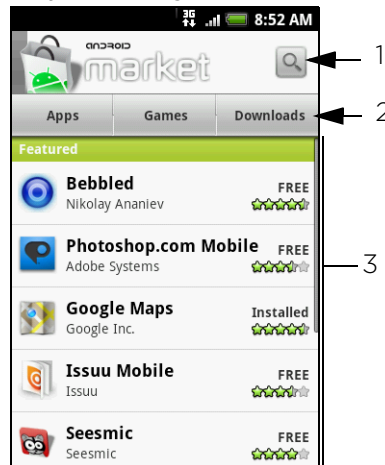 3G 8:52 AM
ANDROID
market
1
Apps Games Downloads
2
Featured
Bebbled FREE
Nikolay Ananiev
Photoshop.com Mobile FREE
Adobe Systems
3
Google Maps Installed
Google Inc.
Issuu Mobile FREE
Issuu
Seesmic FREE
Seesmic